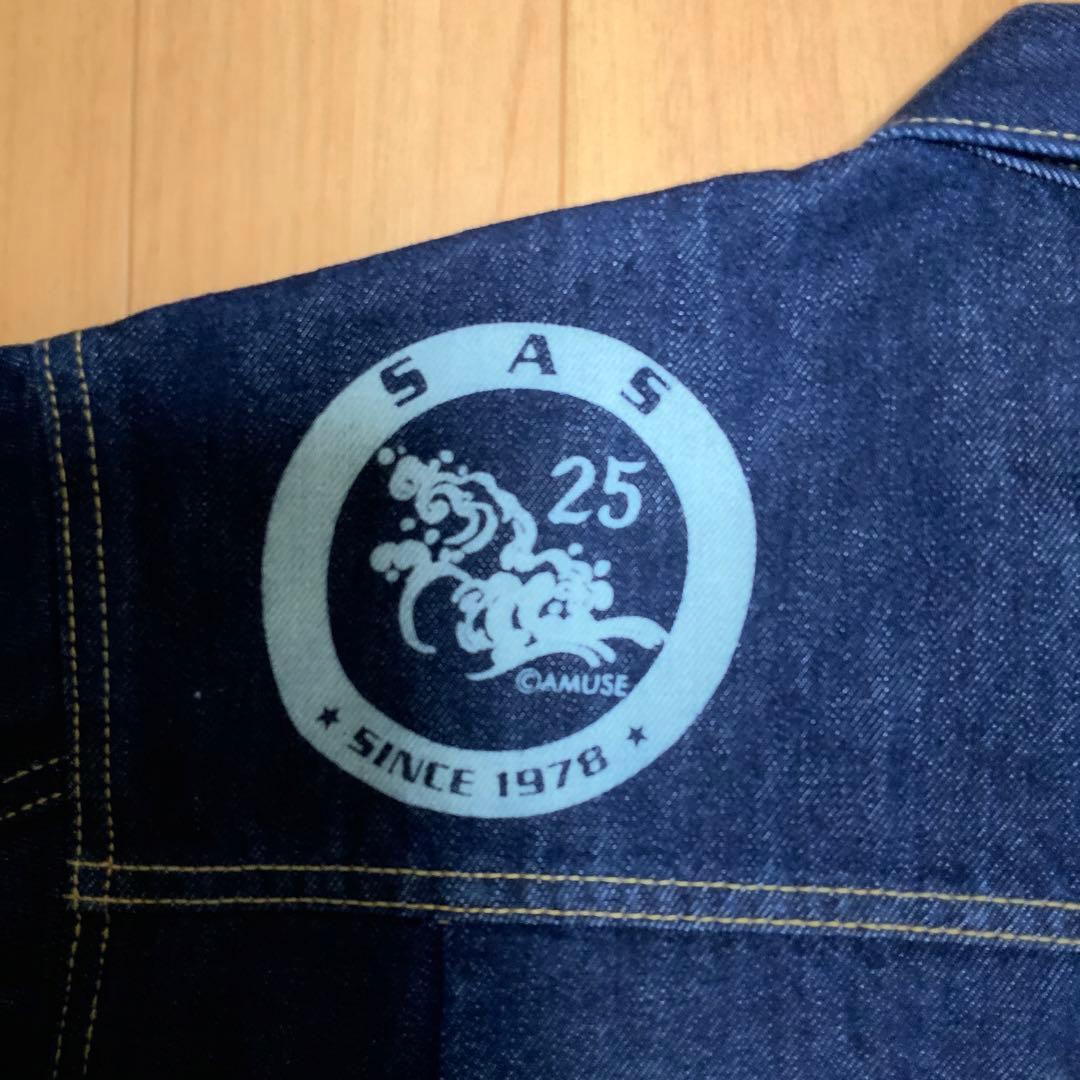 SAS
25
©AMUSE
★ SINCE 1978 ★